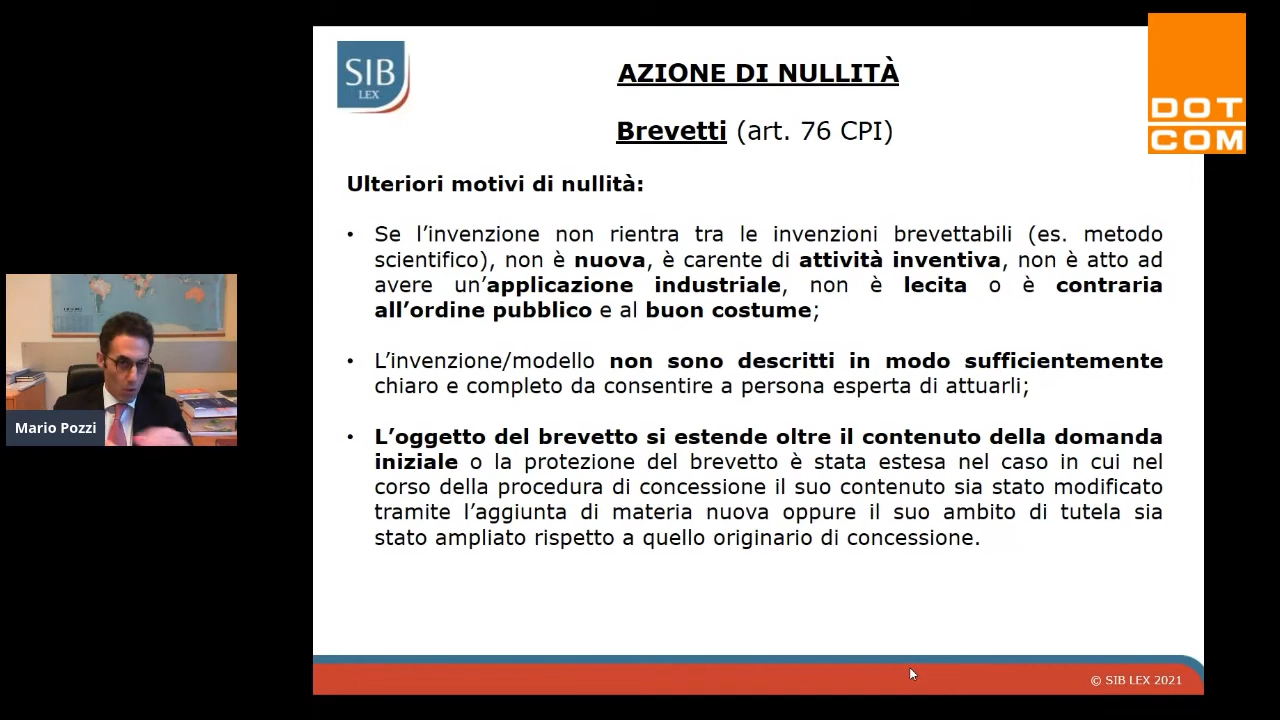 SIB
LEX
AZIONE DI NULLITÀ
DOT
COM
Brevetti (art. 76 CPI)
Ulteriori motivi di nullità:
• Se l’invenzione non rientra tra le invenzioni brevettabili (es. metodo
scientifico), non è nuova, è carente di attività inventiva, non è atto ad
avere un’applicazione industriale, non è lecita o è contraria
all’ordine pubblico e al buon costume;
• L’invenzione/modello non sono descritti in modo sufficientemente
chiaro e completo da consentire a persona esperta di attuarli;
• L’oggetto del brevetto si estende oltre il contenuto della domanda
iniziale o la protezione del brevetto è stata estesa nel caso in cui nel
corso della procedura di concessione il suo contenuto sia stato modificato
tramite l’aggiunta di materia nuova oppure il suo ambito di tutela sia
stato ampliato rispetto a quello originario di concessione.
Mario Pozzi
© SIB LEX 2021